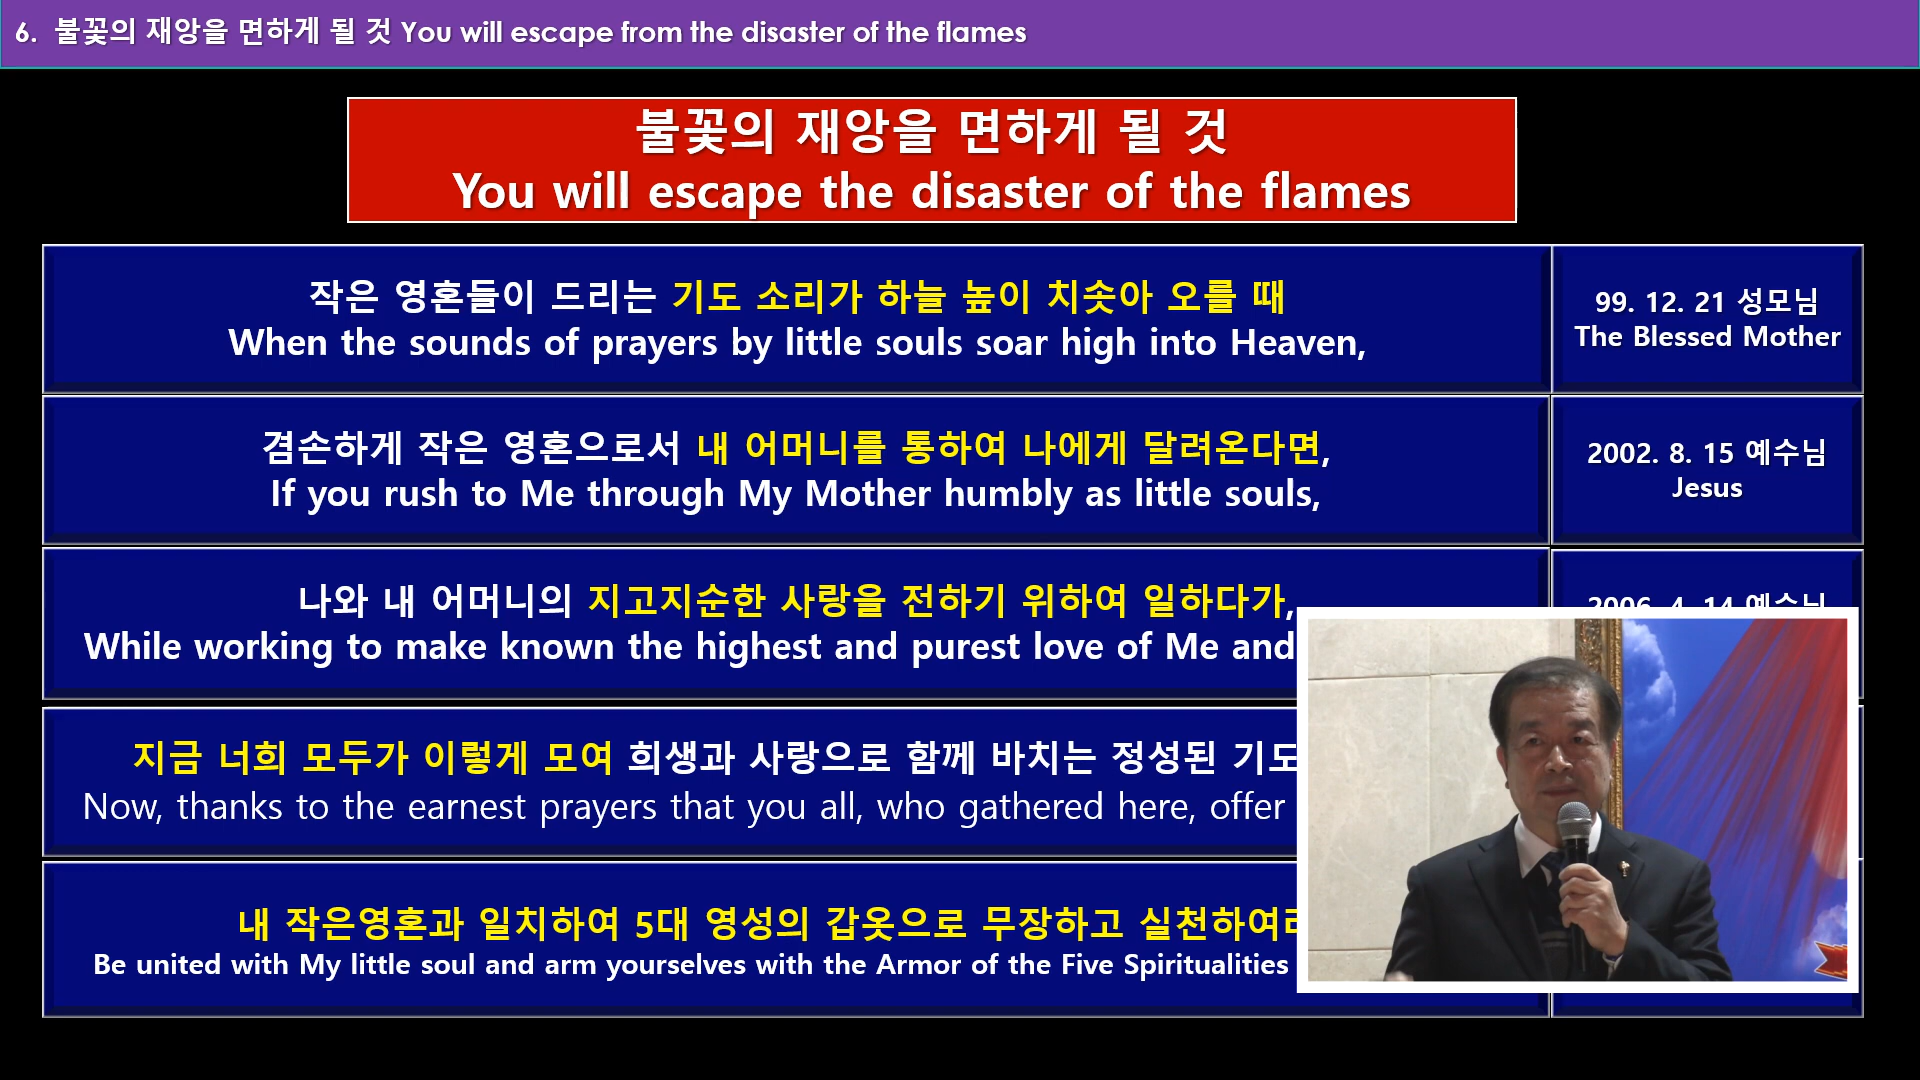 6. 불꽃의 재앙을 면하게 될 것 You will escape from the disaster of the flames
불꽃의 재앙을 면하게 될 것
You will escape the disaster of the flames
작은 영혼들이 드리는 기도 소리가 하늘 높이 치솟아 오를 때
When the sounds of prayers by little souls soar high into Heaven,
99. 12. 21 성모님
The Blessed Mother
겸손하게 작은 영혼으로서 내 어머니를 통하여 나에게 달려온다면,
If you rush to Me through My Mother humbly as little souls,
2002. 8. 15 예수님
Jesus
나와 내 어머니의 지고지순한 사랑을 전하기 위하여 일하다가,
While working to make known the highest and purest love of Me and
2006. 4. 14 예수님
지금 너희 모두가 이렇게 모여 희생과 사랑으로 함께 바치는 정성된 기도
Now, thanks to the earnest prayers that you all, who gathered here, offer
내 작은영혼과 일치하여 5대 영성의 갑옷으로 무장하고 실천하여라
Be united with My little soul and arm yourselves with the Armor of the Five Spiritualities